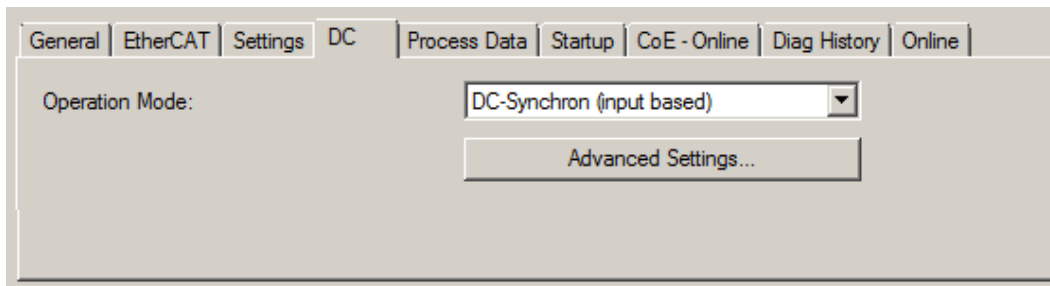 General EtherCAT Settings DC Process Data Startup CoE - Online Diag History Online
Operation Mode: DC-Synchron (input based)
Advanced Settings...